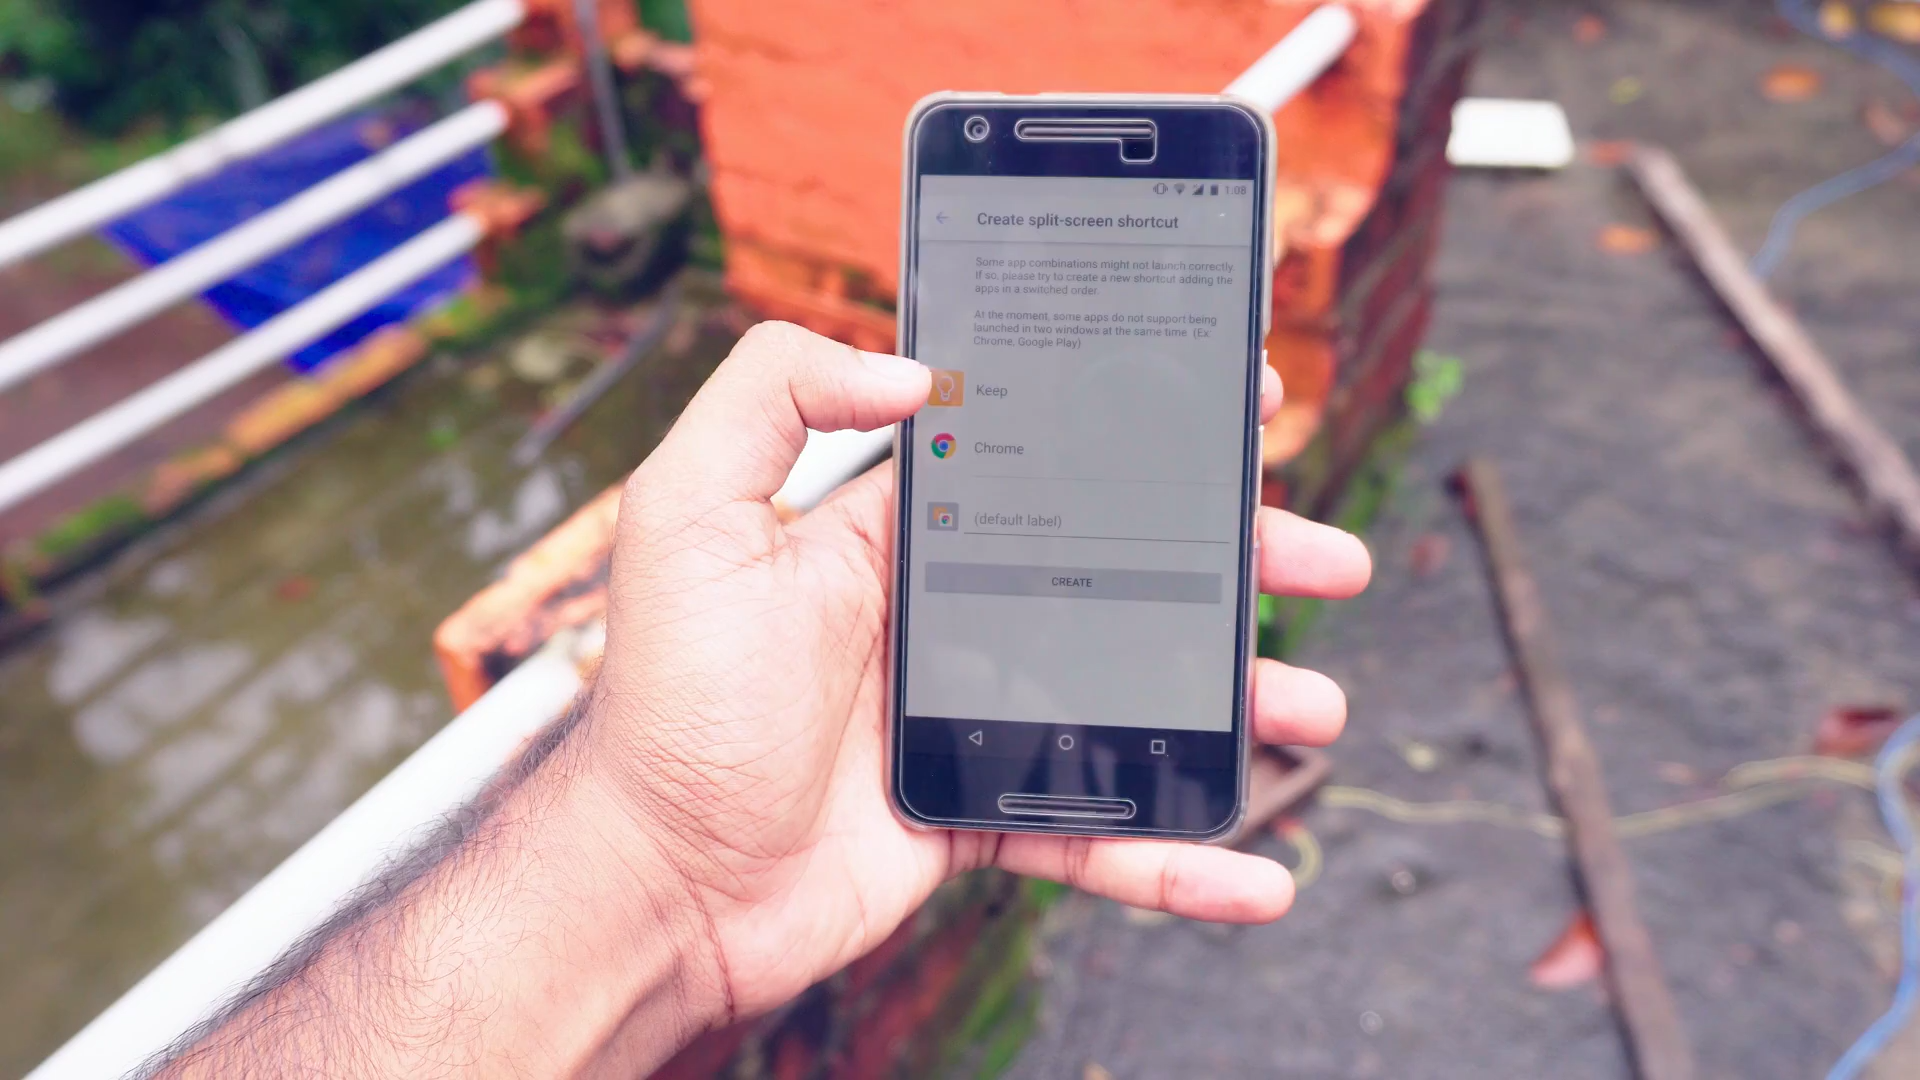 1:08
Create split-screen shortcut
Some app combinations might not launch correctly.
If so, please try to create a new shortcut adding the
apps in a switched order.
At the moment, some apps do not support being
launched in two windows at the same time. (Ex:
Chrome, Google Play)
Keep
Chrome
(default label)
CREATE